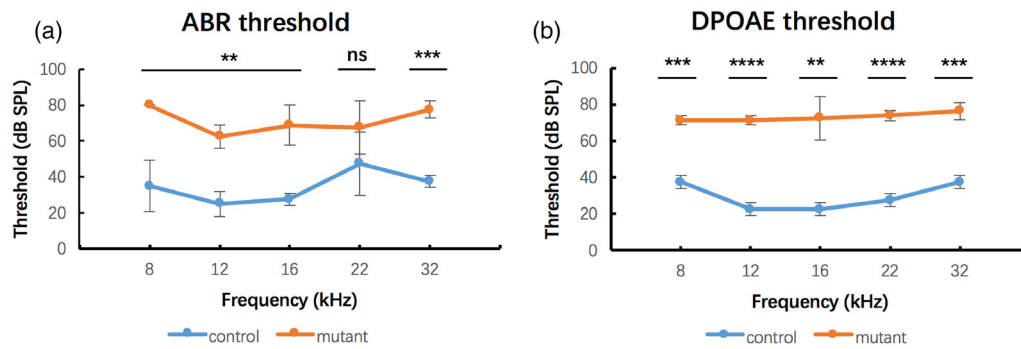 (a)
ABR threshold
** ns ***
100
80
60
40
20
0
Threshold (dB SPL)
8 12 16 22 32
Frequency (kHz)
control mutant
(b)
DPOAE threshold
*** **** ** **** ***
100
80
60
40
20
0
Threshold (dB SPL)
8 12 16 22 32
Frequency (kHz)
control mutant